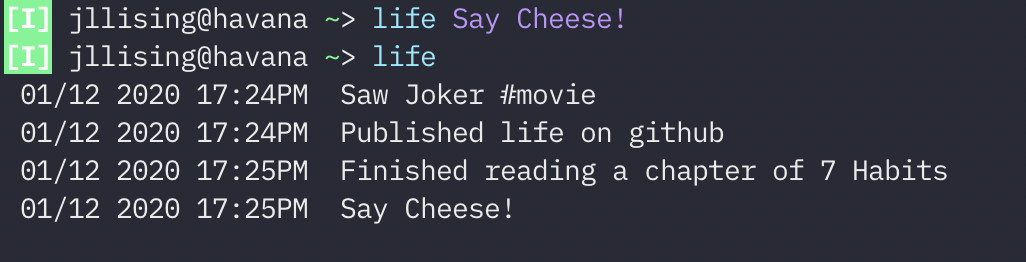 [I] jllising@havana ~> life Say Cheese!
[I] jllising@havana ~> life
01/12 2020 17:24PM  Saw Joker #movie
01/12 2020 17:24PM  Published life on github
01/12 2020 17:25PM  Finished reading a chapter of 7 Habits
01/12 2020 17:25PM  Say Cheese!